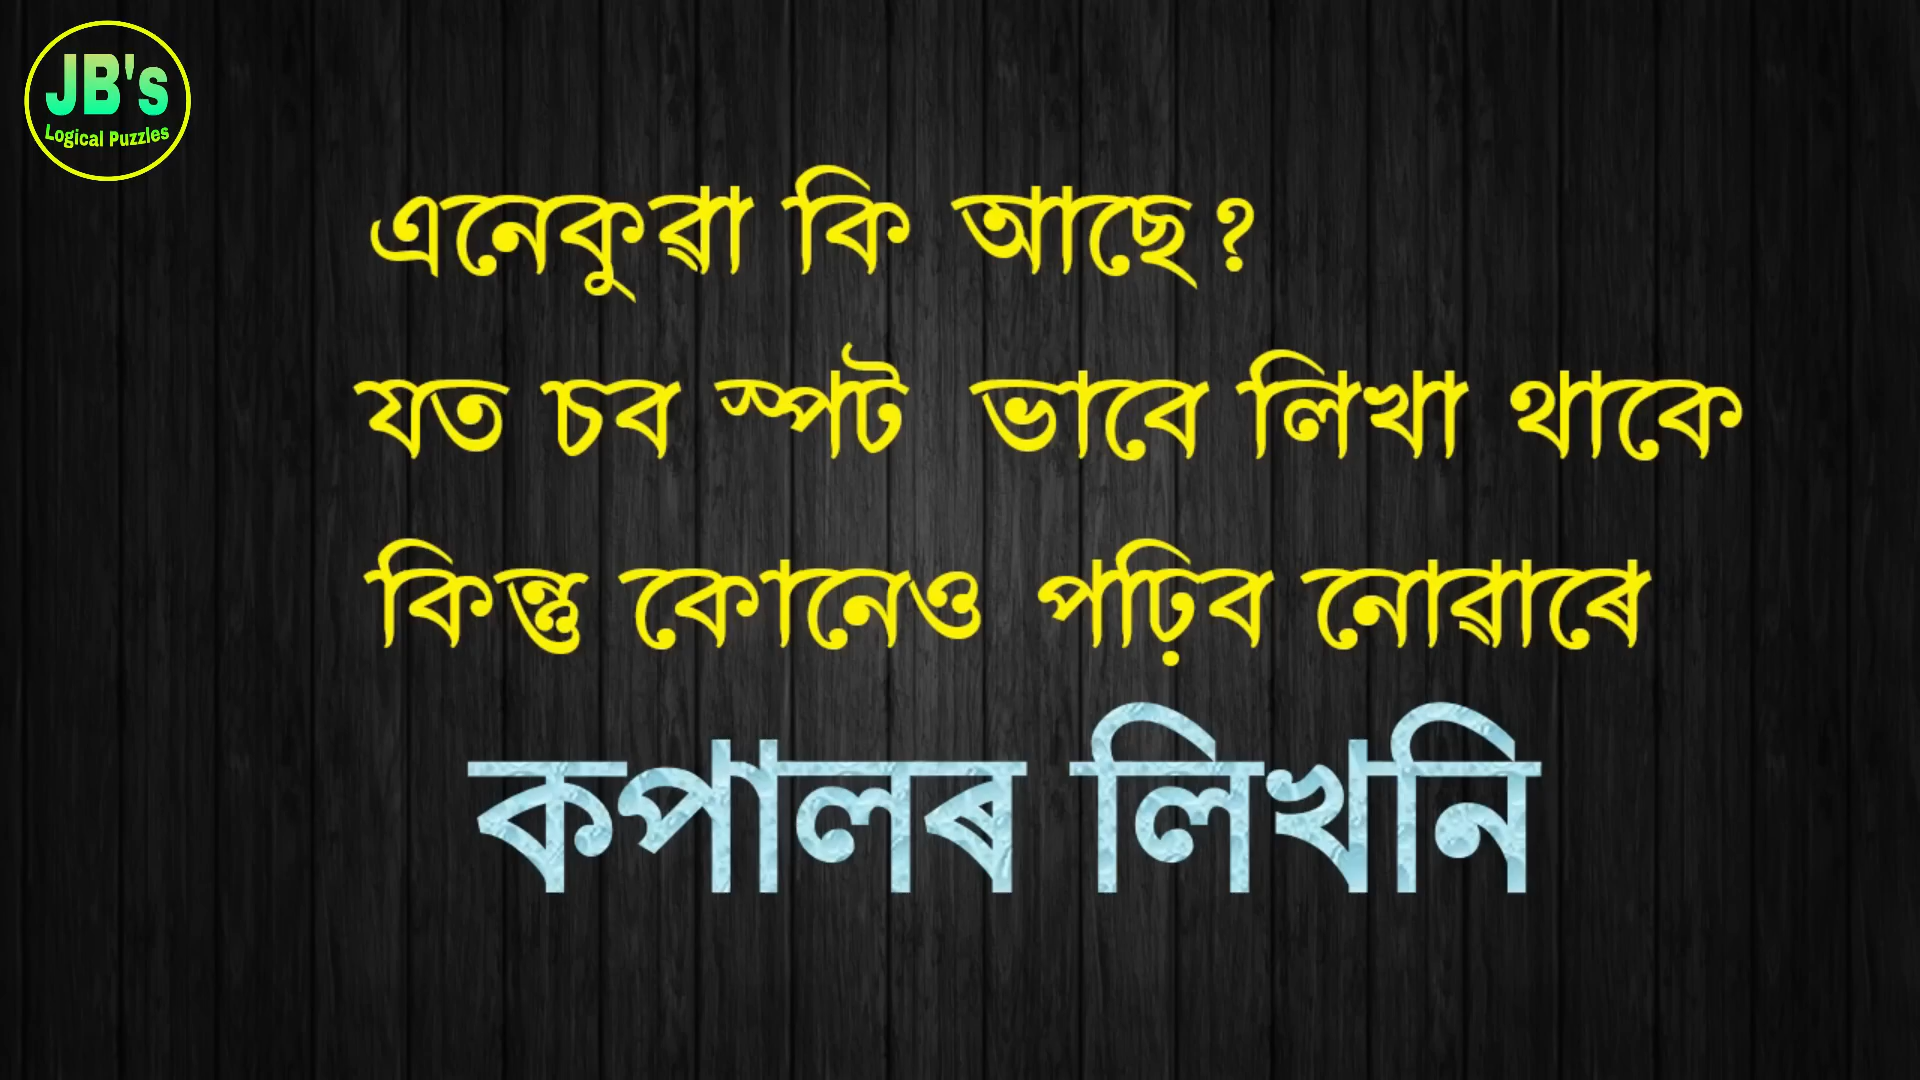 JB's
Logical Puzzles
এনেকুৱা কি আছে?
যত চব স্পট ভাবে লিখা থাকে
কিন্তু কোনেও পঢ়িব নোৱাৰে
কপালৰ লিখনি